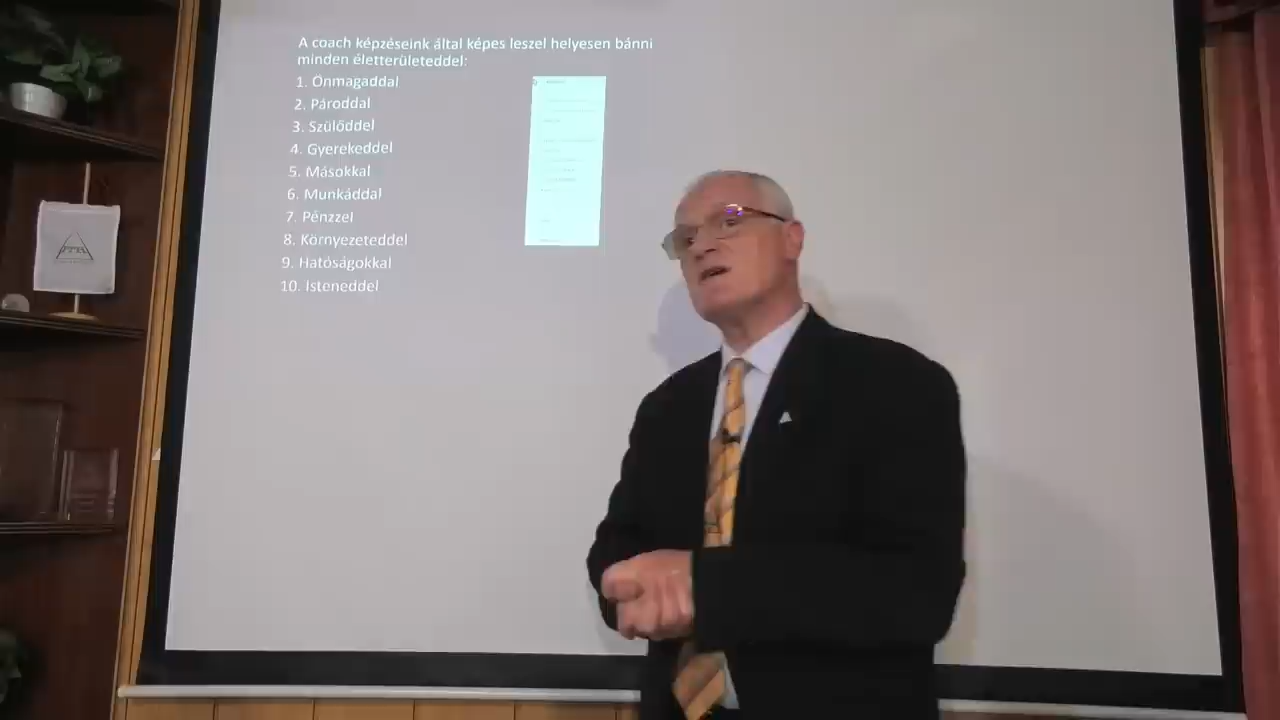 A coach képzéseink által képes leszel helyesen bánni
minden életterületeddel:
1. Önmagaddal
2. Pároddal
3. Szülőddel
4. Gyerekeddel
5. Másokkal
6. Munkáddal
7. Pénzzel
8. Környezeteddel
9. Hatóságokkal
10. Isteneddel